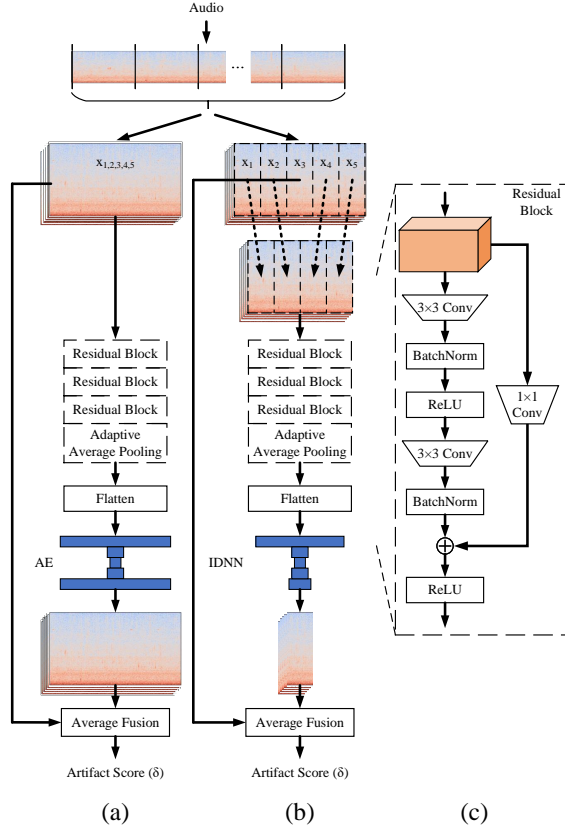 Audio
...
x1,2,3,4,5
x1 x2 x3 x4 x5
Residual Block
Residual Block
Residual Block
Adaptive Average Pooling
Flatten
AE
Average Fusion
Artifact Score (δ)
(a)
Residual Block
Residual Block
Residual Block
Adaptive Average Pooling
Flatten
IDNN
Average Fusion
Artifact Score (δ)
(b)
Residual
Block
3×3 Conv
BatchNorm
ReLU
1×1
Conv
3×3 Conv
BatchNorm
ReLU
(c)